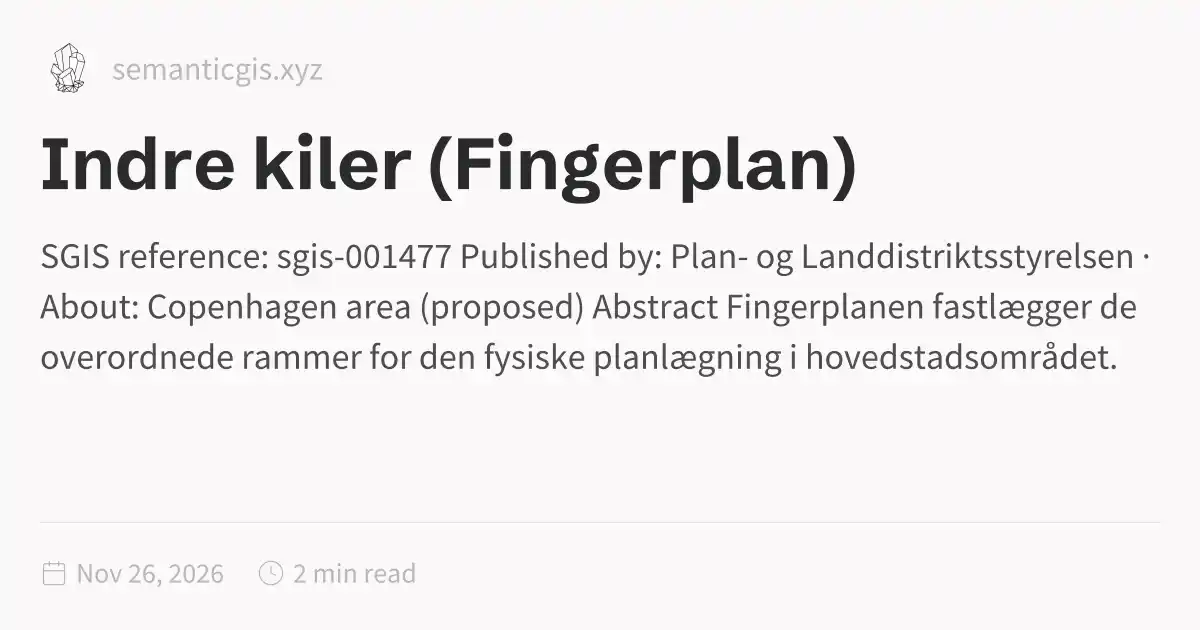 semanticgis.xyz
Indre kiler (Fingerplan)
SGIS reference: sgis-001477 Published by: Plan- og Landdistriktsstyrelsen ·
About: Copenhagen area (proposed) Abstract Fingerplanen fastlægger de
overordnede rammer for den fysiske planlægning i hovedstadsområdet.
Nov 26, 2026 2 min read